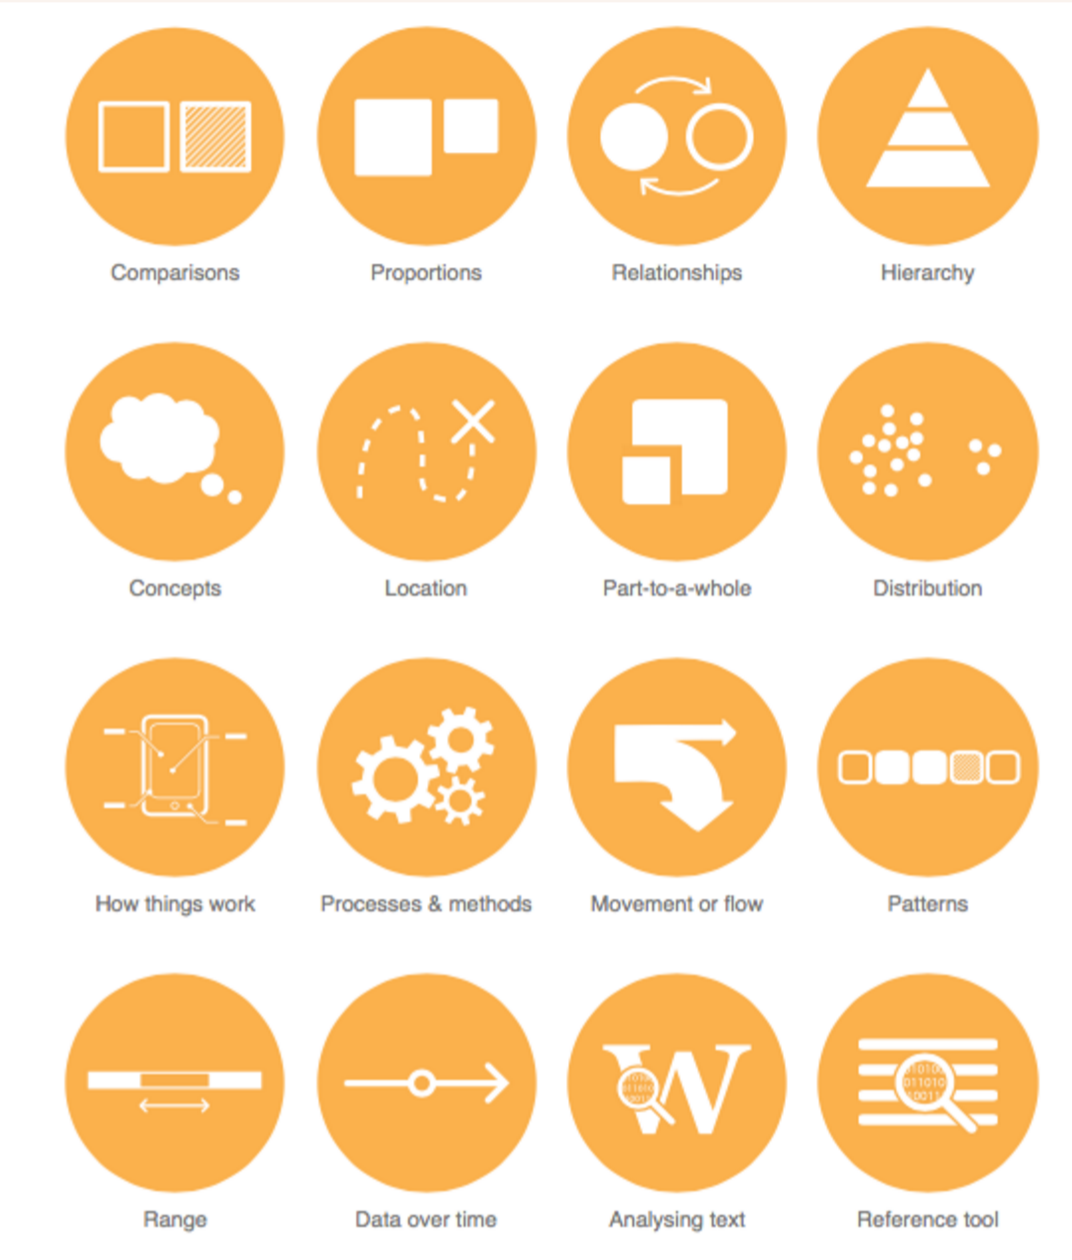 Comparisons
Proportions
Relationships
Hierarchy
Concepts
Location
Part-to-a-whole
Distribution
How things work
Processes & methods
Movement or flow
Patterns
Range
Data over time
W
Analysing text
Reference tool